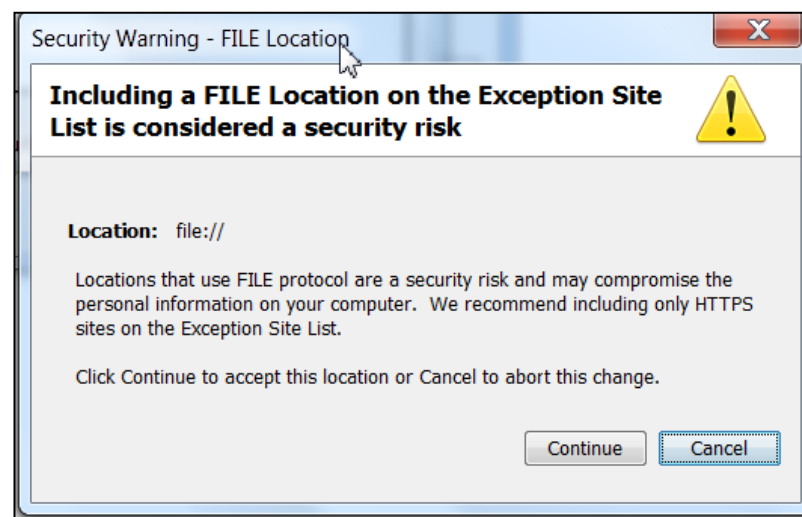 Security Warning - FILE Location
Including a FILE Location on the Exception Site
List is considered a security risk
Location: file://
Locations that use FILE protocol are a security risk and may compromise the
personal information on your computer. We recommend including only HTTPS
sites on the Exception Site List.
Click Continue to accept this location or Cancel to abort this change.
Continue Cancel